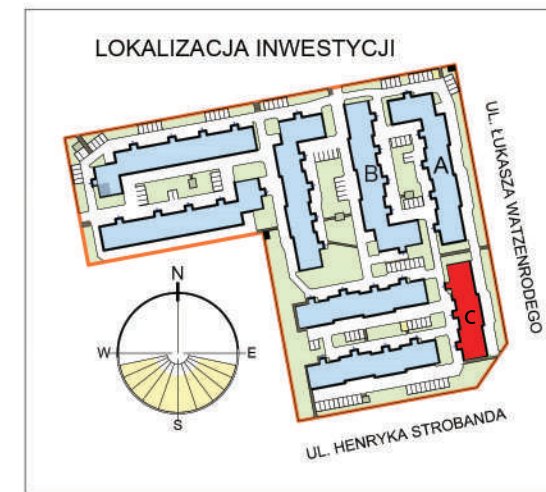 LOKALIZACJA INWESTYCJI
UL. ŁUKASZA WATZENRODEGO
A
B
C
N
W
E
S
UL. HENRYKA STROBANDA